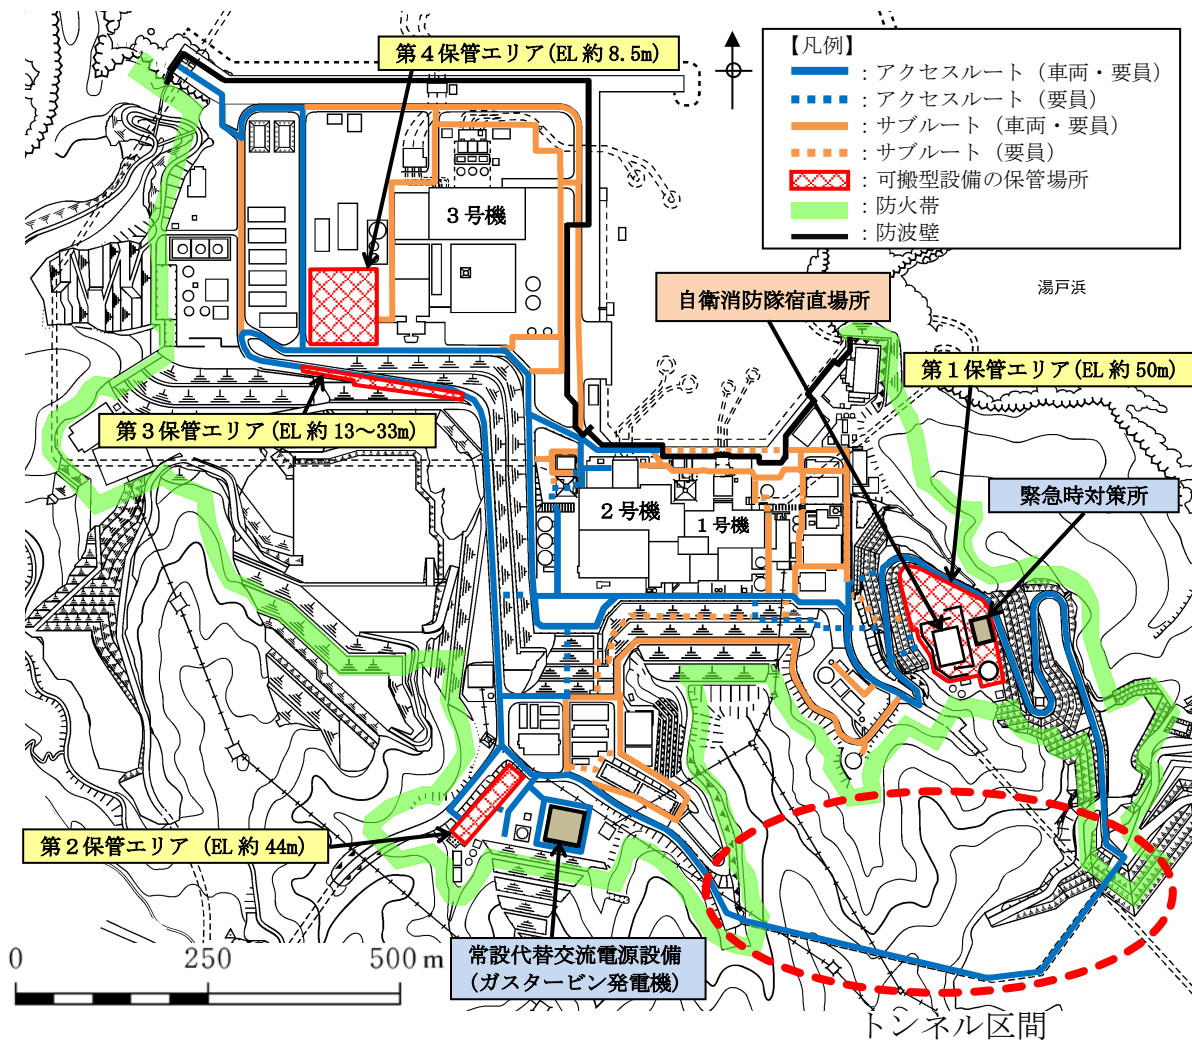 第4保管エリア(EL 約 8.5m)
【凡例】
：アクセスルート（車両・要員）
：アクセスルート（要員）
：サブルート（車両・要員）
：サブルート（要員）
：可搬型設備の保管場所
：防火帯
：防波壁
3号機
湯戸浜
自衛消防隊宿直場所
第1保管エリア(EL 約 50m)
第3保管エリア(EL 約 13～33m)
緊急時対策所
2号機
1号機
第2保管エリア (EL 約 44m)
常設代替交流電源設備
(ガスタービン発電機)
0 250 500 m
トンネル区間